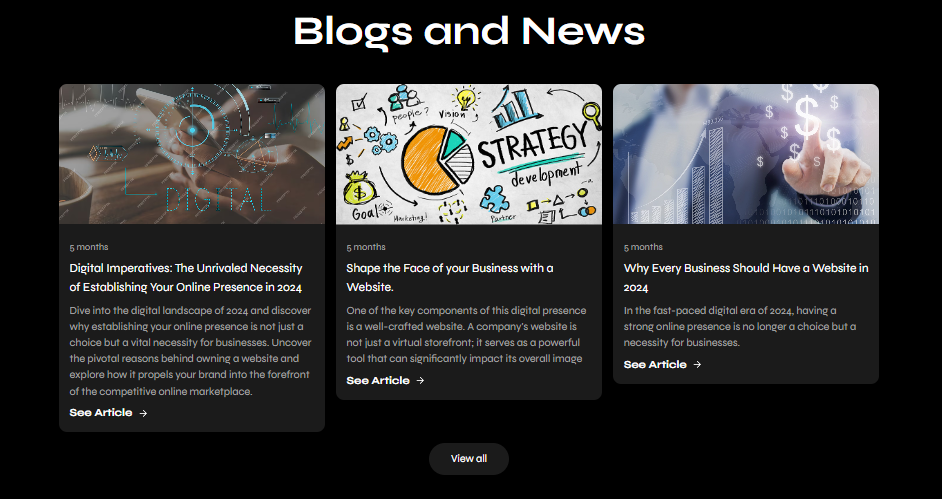 Blogs and News
DIGITAL
people?
Vision
STRATEGY
development
Goal
Marketing!
Partner
$
$
5 months
Digital Imperatives: The Unrivaled Necessity
of Establishing Your Online Presence in 2024
Dive into the digital landscape of 2024 and discover
why establishing your online presence is not just a
choice but a vital necessity for businesses. Uncover
the pivotal reasons behind owning a website and
explore how it propels your brand into the forefront
of the competitive online marketplace.
See Article →
5 months
Shape the Face of your Business with a
Website.
One of the key components of this digital presence
is a well-crafted website. A company's website is
not just a virtual storefront; it serves as a powerful
tool that can significantly impact its overall image
See Article →
5 months
Why Every Business Should Have a Website in
2024
In the fast-paced digital era of 2024, having a
strong online presence is no longer a choice but a
necessity for businesses.
See Article →
View all